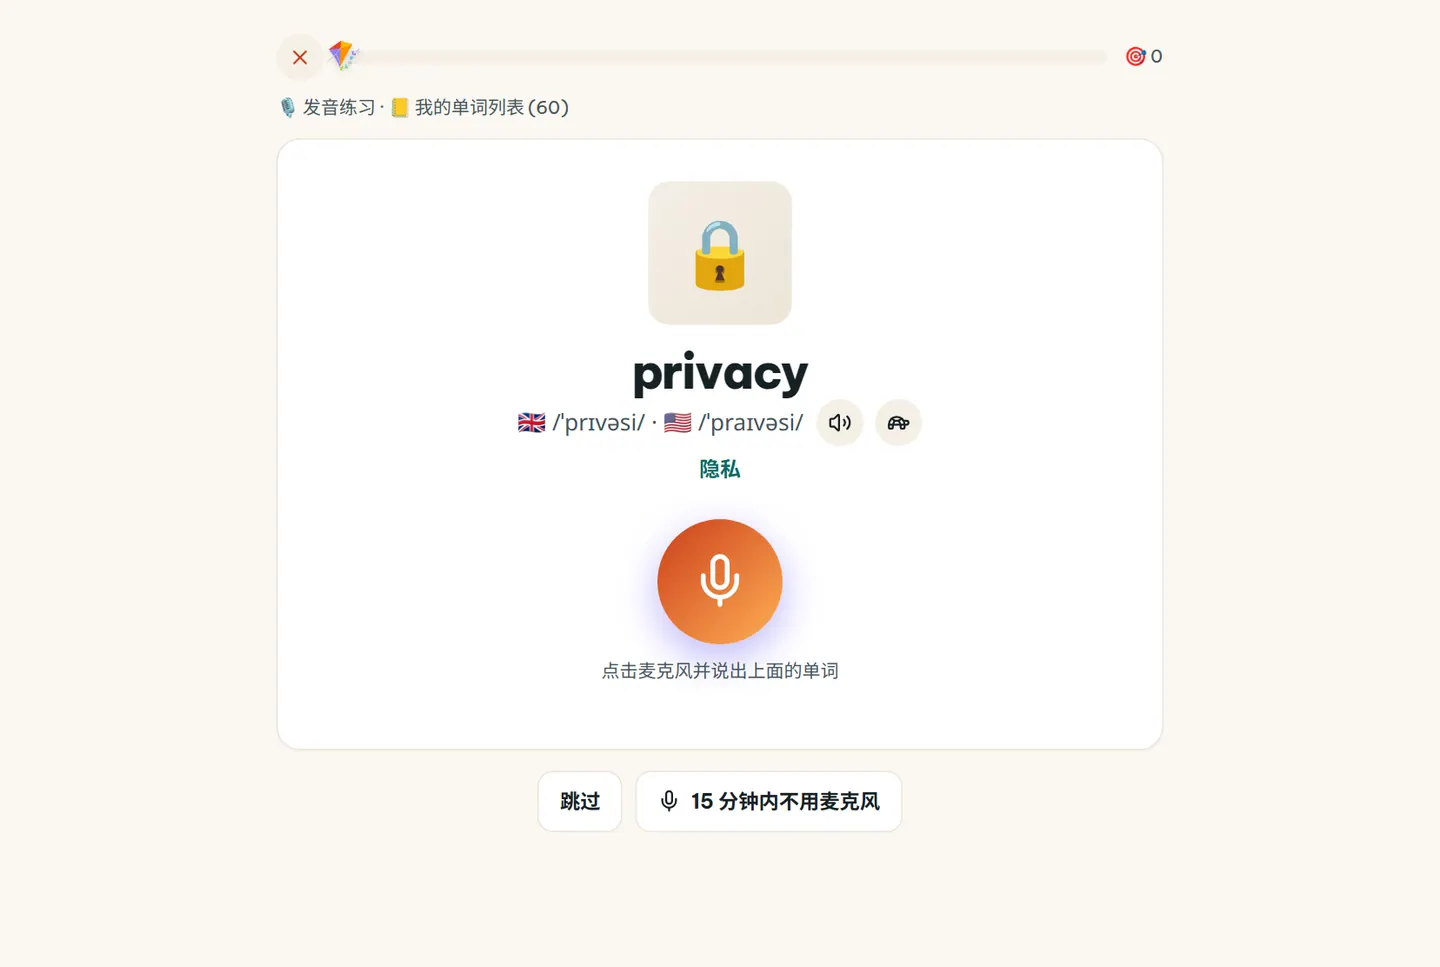 0
发音练习 · 我的单词列表 (60)
privacy
/ˈprɪvəsi/ · /ˈpraɪvəsi/
隐私
点击麦克风并说出上面的单词
跳过
15 分钟内不用麦克风